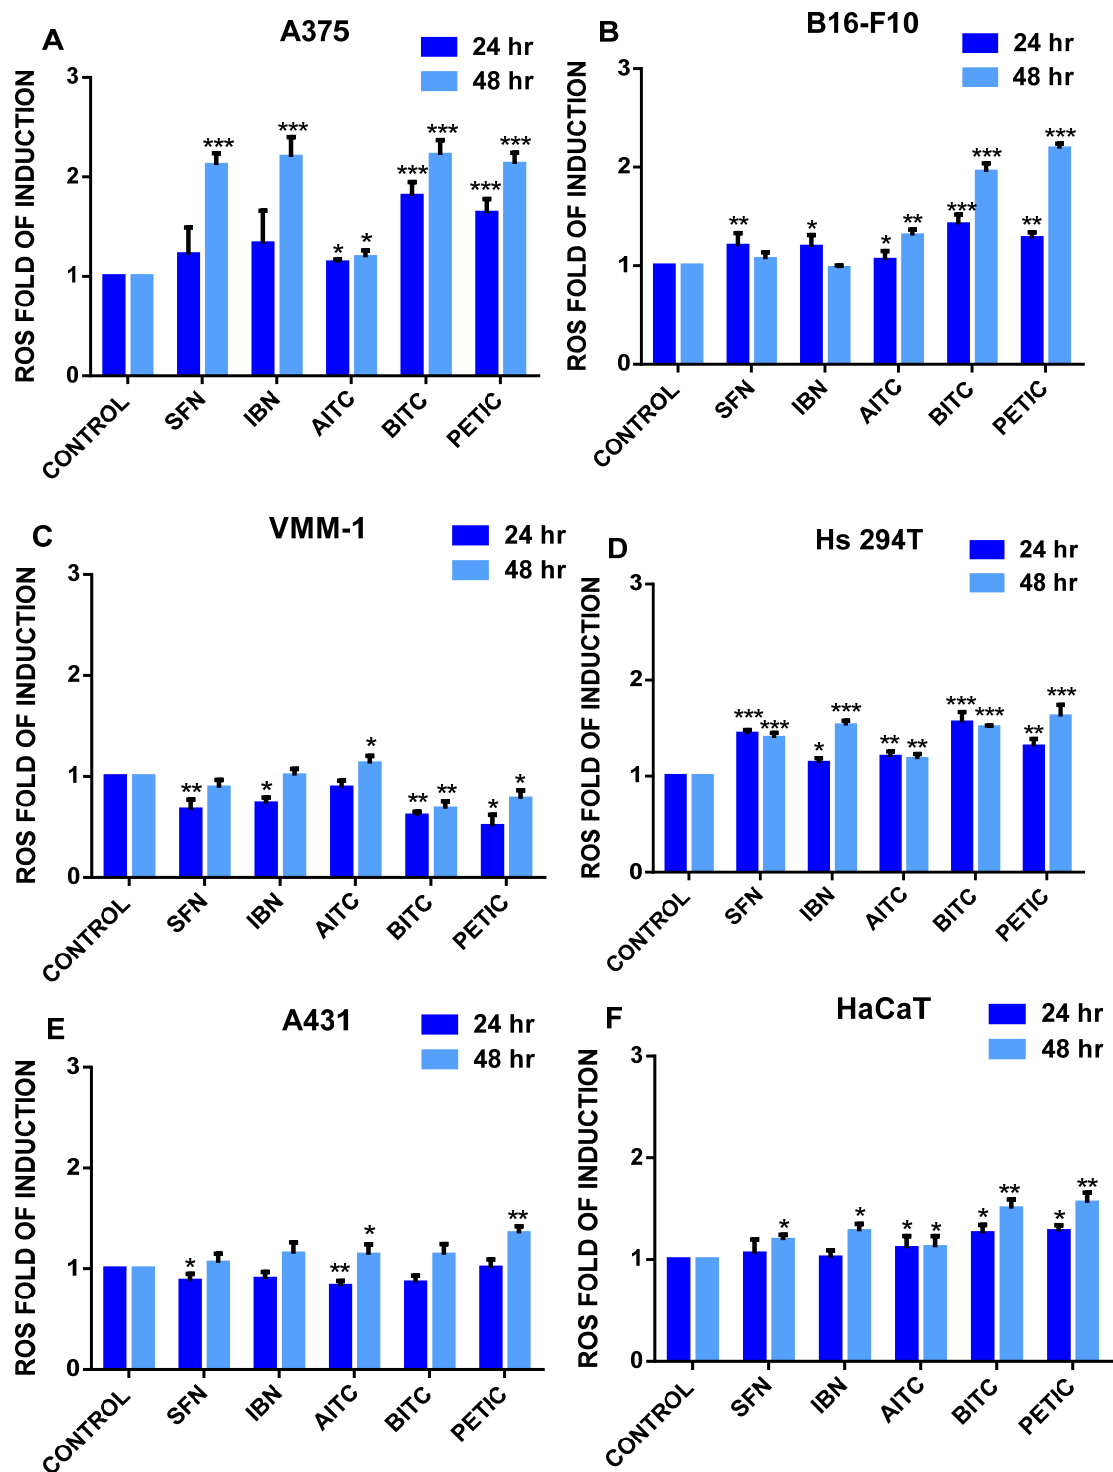 A
A375
24 hr
48 hr
ROS FOLD OF INDUCTION
3
2
1
0
*** *** *** *** *** *** * *
CONTROL SFN IBN AITC BITC PETIC
B
B16-F10
24 hr
48 hr
ROS FOLD OF INDUCTION
3
2
1
0
** * * ** *** *** ** ***
CONTROL SFN IBN AITC BITC PETIC
C
VMM-1
24 hr
48 hr
ROS FOLD OF INDUCTION
3
2
1
0
** * * ** ** * *
CONTROL SFN IBN AITC BITC PETIC
D
Hs 294T
24 hr
48 hr
ROS FOLD OF INDUCTION
3
2
1
0
*** *** * *** ** ** *** *** ** ***
CONTROL SFN IBN AITC BITC PETIC
E
A431
24 hr
48 hr
ROS FOLD OF INDUCTION
3
2
1
0
* ** * **
CONTROL SFN IBN AITC BITC PETIC
F
HaCaT
24 hr
48 hr
ROS FOLD OF INDUCTION
3
2
1
0
* * * * * ** * **
CONTROL SFN IBN AITC BITC PETIC